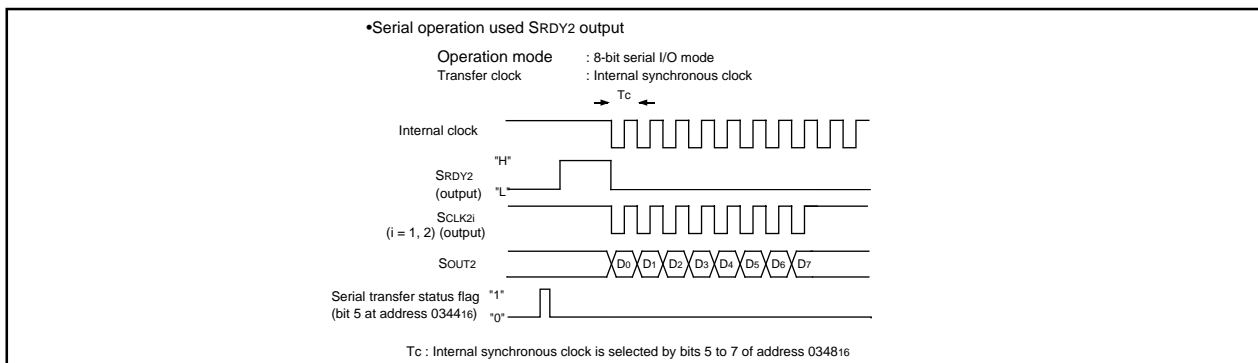 •Serial operation used SRDY2 output
Operation mode : 8-bit serial I/O mode
Transfer clock : Internal synchronous clock
Tc
Internal clock
"H"
SRDY2
(output) "L"
SCLK2i
(i = 1, 2) (output)
SOUT2 D0 D1 D2 D3 D4 D5 D6 D7
Serial transfer status flag "1"
(bit 5 at address 034416) "0"
Tc : Internal synchronous clock is selected by bits 5 to 7 of address 034816